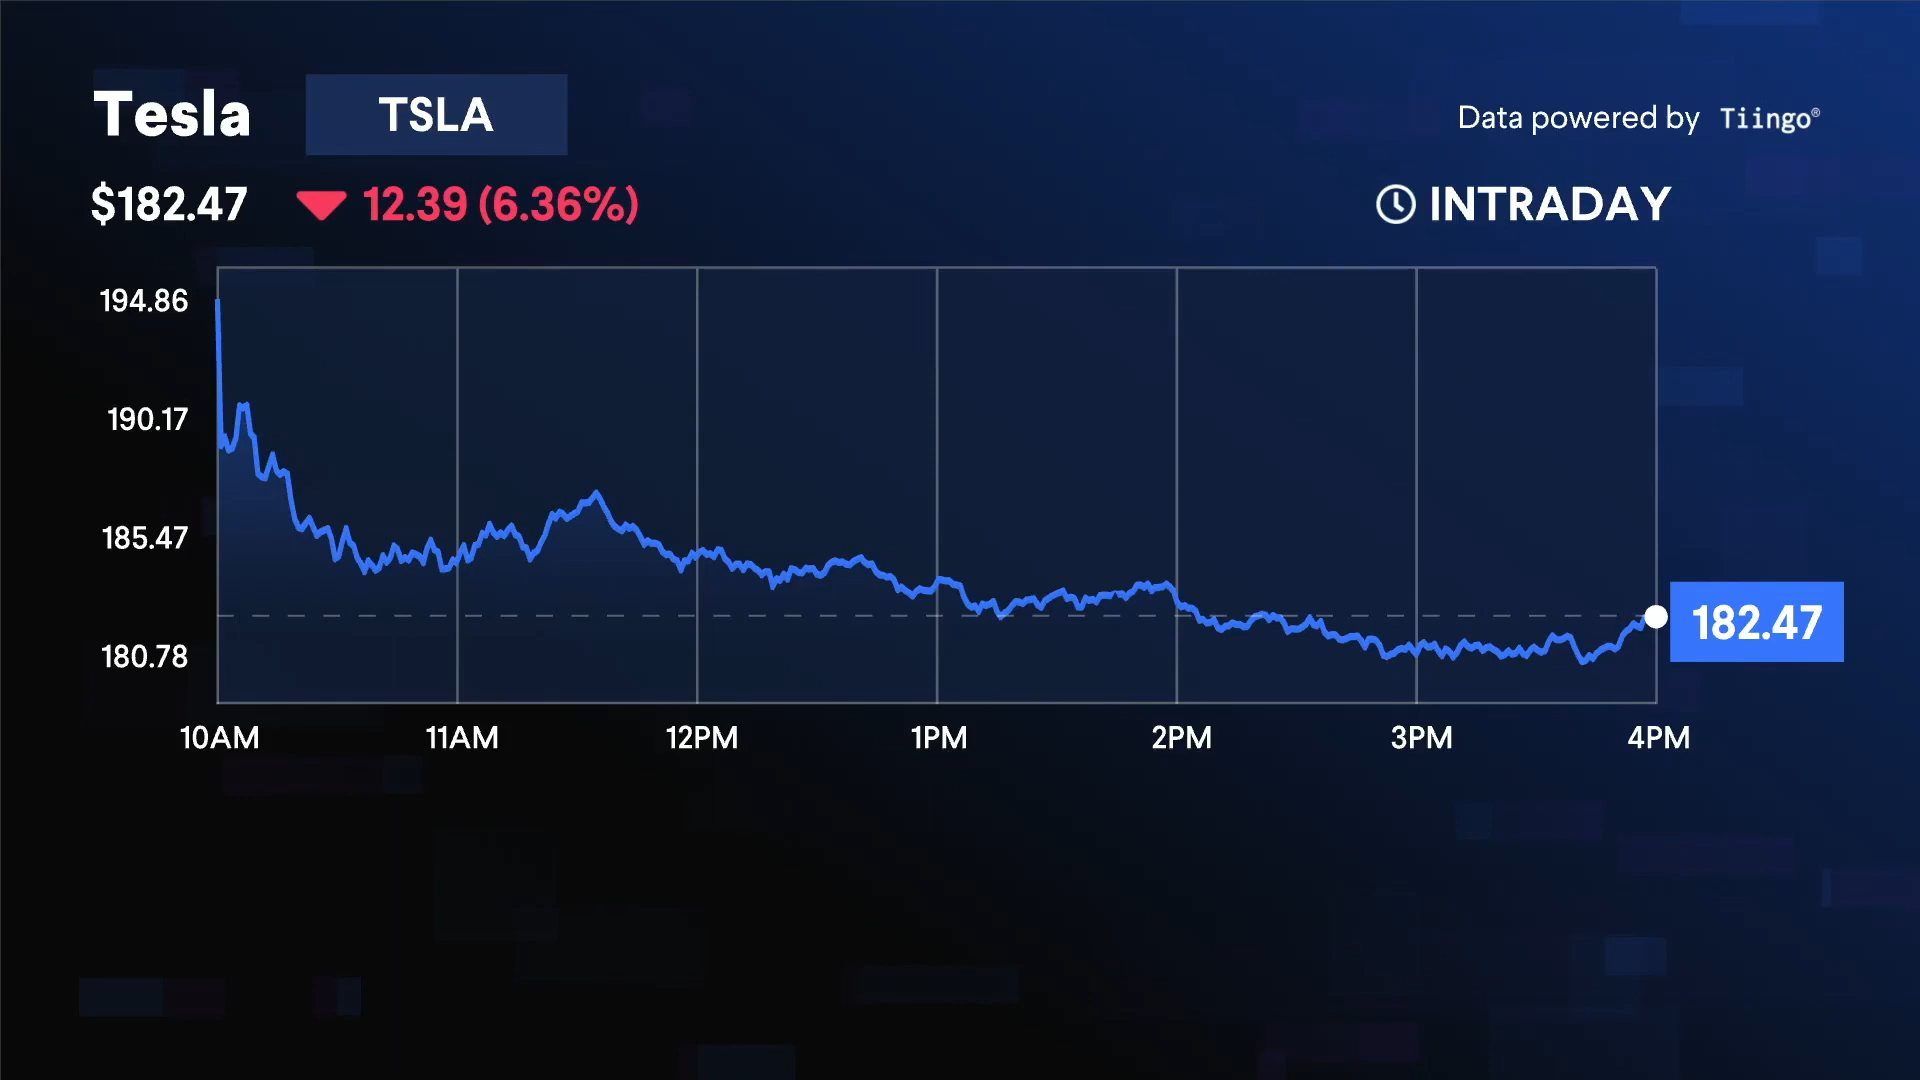 Tesla TSLA
Data powered by Tiingo®
$182.47 12.39 (6.36%)
INTRADAY
194.86
190.17
185.47
180.78
182.47
10AM 11AM 12PM 1PM 2PM 3PM 4PM